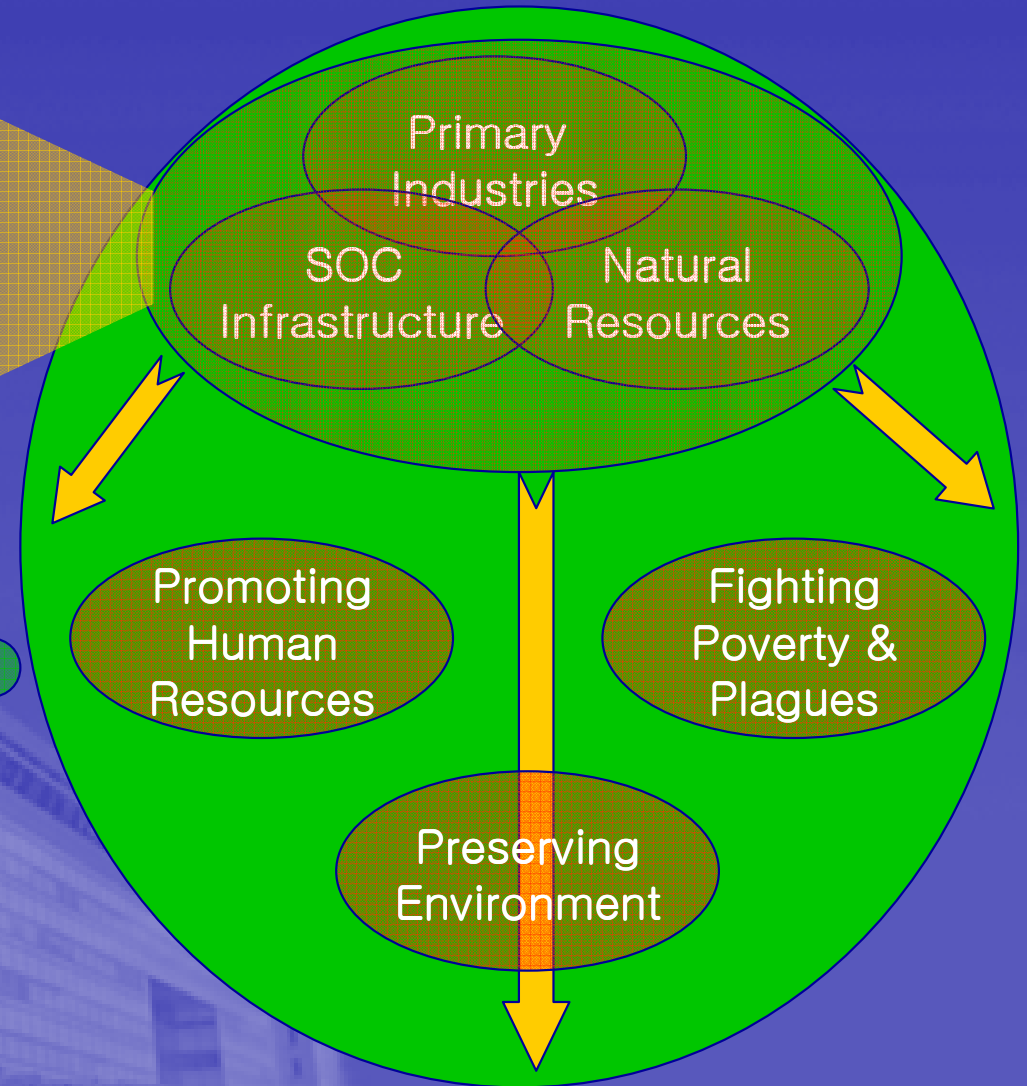 Primary
Industries
SOC
Infrastructure
Natural
Resources
Promoting
Human
Resources
Fighting
Poverty &
Plagues
Preserving
Environment